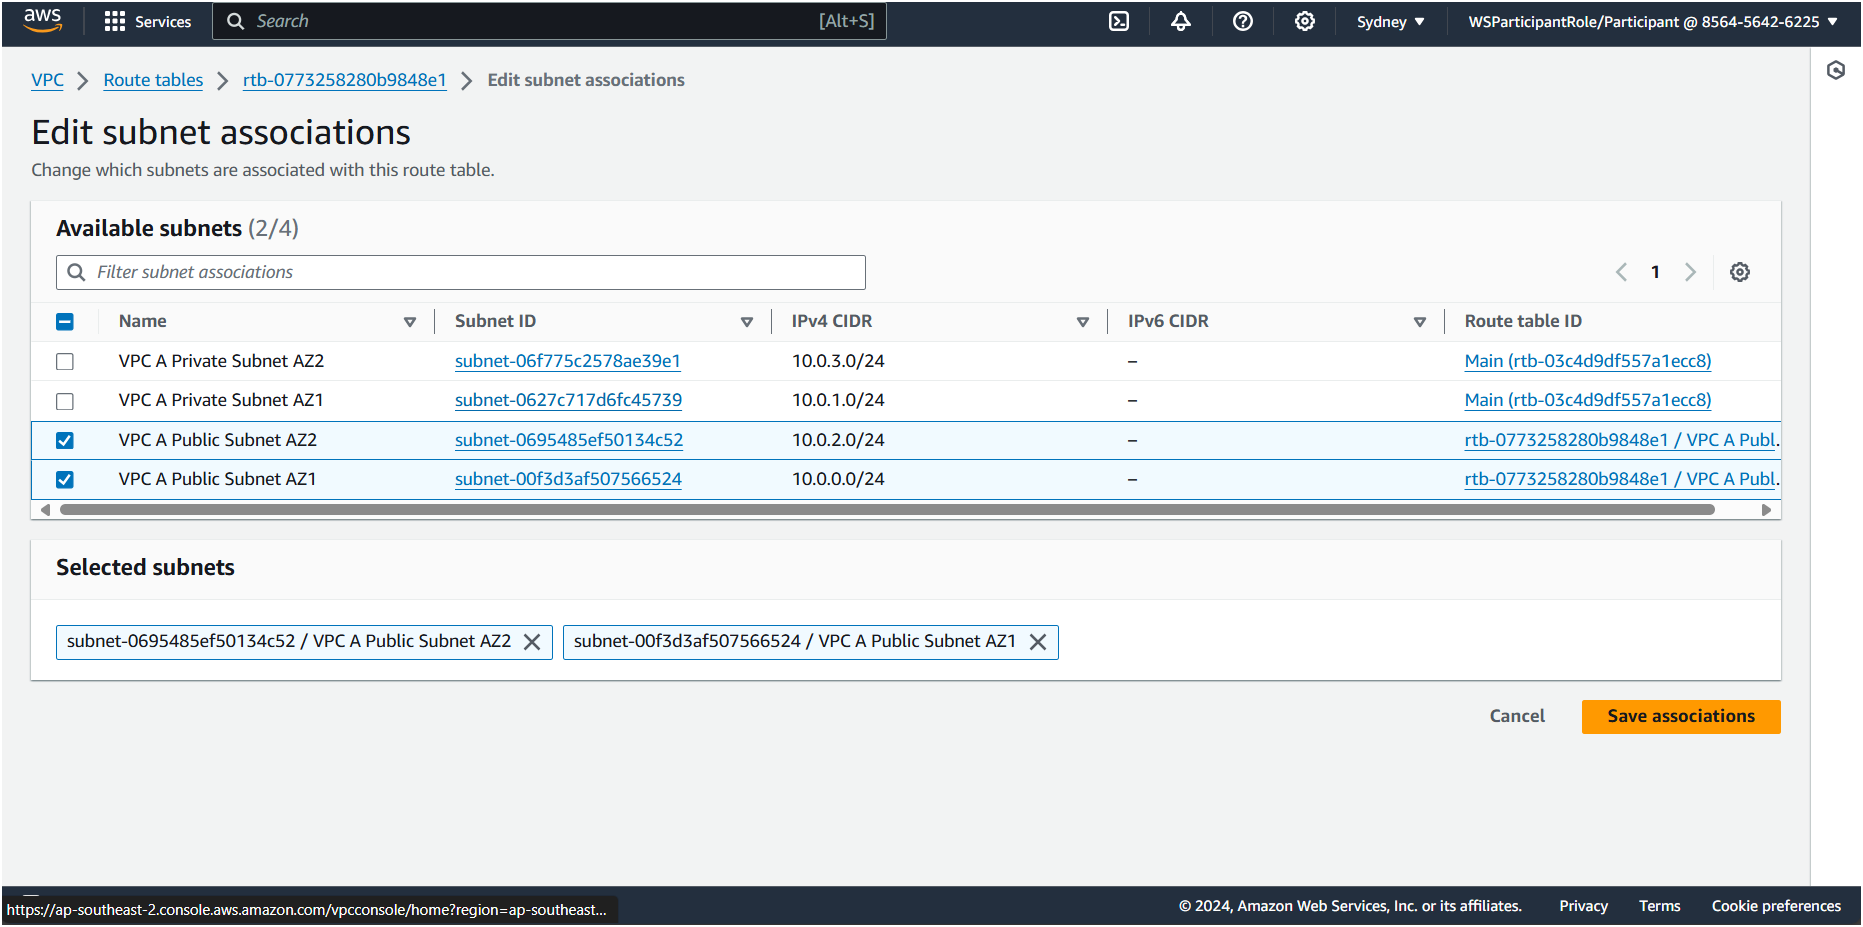 aws Services Search [Alt+S] Sydney WSParticipantRole/Participant @ 8564-5642-6225
VPC Route tables rtb-0773258280b9848e1 Edit subnet associations
Edit subnet associations
Change which subnets are associated with this route table.
Available subnets (2/4)
Filter subnet associations 1
Name Subnet ID IPv4 CIDR IPv6 CIDR Route table ID
VPC A Private Subnet AZ2 subnet-06f775c2578ae39e1 10.0.3.0/24 – Main (rtb-03c4d9df557a1ecc8)
VPC A Private Subnet AZ1 subnet-0627c717d6fc45739 10.0.1.0/24 – Main (rtb-03c4d9df557a1ecc8)
VPC A Public Subnet AZ2 subnet-0695485ef50134c52 10.0.2.0/24 – rtb-0773258280b9848e1 / VPC A Publ.
VPC A Public Subnet AZ1 subnet-00f3d3af507566524 10.0.0.0/24 – rtb-0773258280b9848e1 / VPC A Publ.
Selected subnets
subnet-0695485ef50134c52 / VPC A Public Subnet AZ2 subnet-00f3d3af507566524 / VPC A Public Subnet AZ1
Cancel Save associations
https://ap-southeast-2.console.aws.amazon.com/vpcconsole/home?region=ap-southeast... © 2024, Amazon Web Services, Inc. or its affiliates. Privacy Terms Cookie preferences